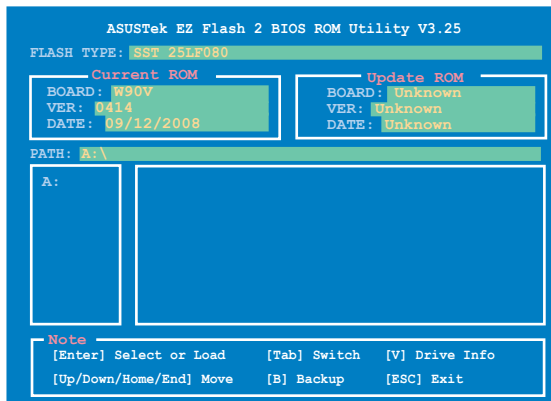 ASUSTek EZ Flash 2 BIOS ROM Utility V3.25
FLASH TYPE: SST 25LF080
Current ROM
BOARD: W90V
VER: 0414
DATE: 09/12/2008
Update ROM
BOARD: Unknown
VER: Unknown
DATE: Unknown
PATH: A:\
A:
Note
[Enter] Select or Load [Tab] Switch [V] Drive Info
[Up/Down/Home/End] Move [B] Backup [ESC] Exit